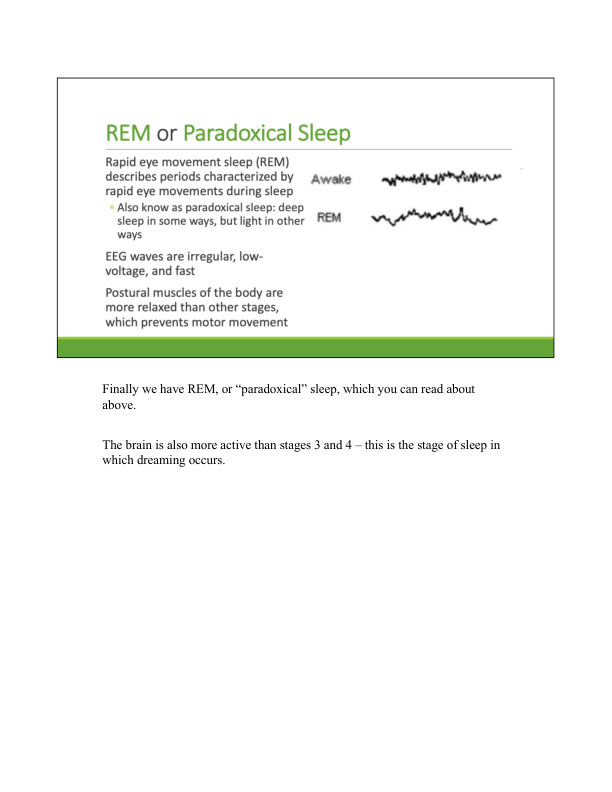 REM or Paradoxical Sleep
Rapid eye movement sleep (REM)
describes periods characterized by
rapid eye movements during sleep
Also known as paradoxical sleep: deep
sleep in some ways, but light in other
ways
EEG waves are irregular, low-
voltage, and fast
Postural muscles of the body are
more relaxed than other stages,
which prevents motor movement
Awake
REM
Finally we have REM, or “paradoxical” sleep, which you can read about
above.
The brain is also more active than stages 3 and 4 – this is the stage of sleep in
which dreaming occurs.